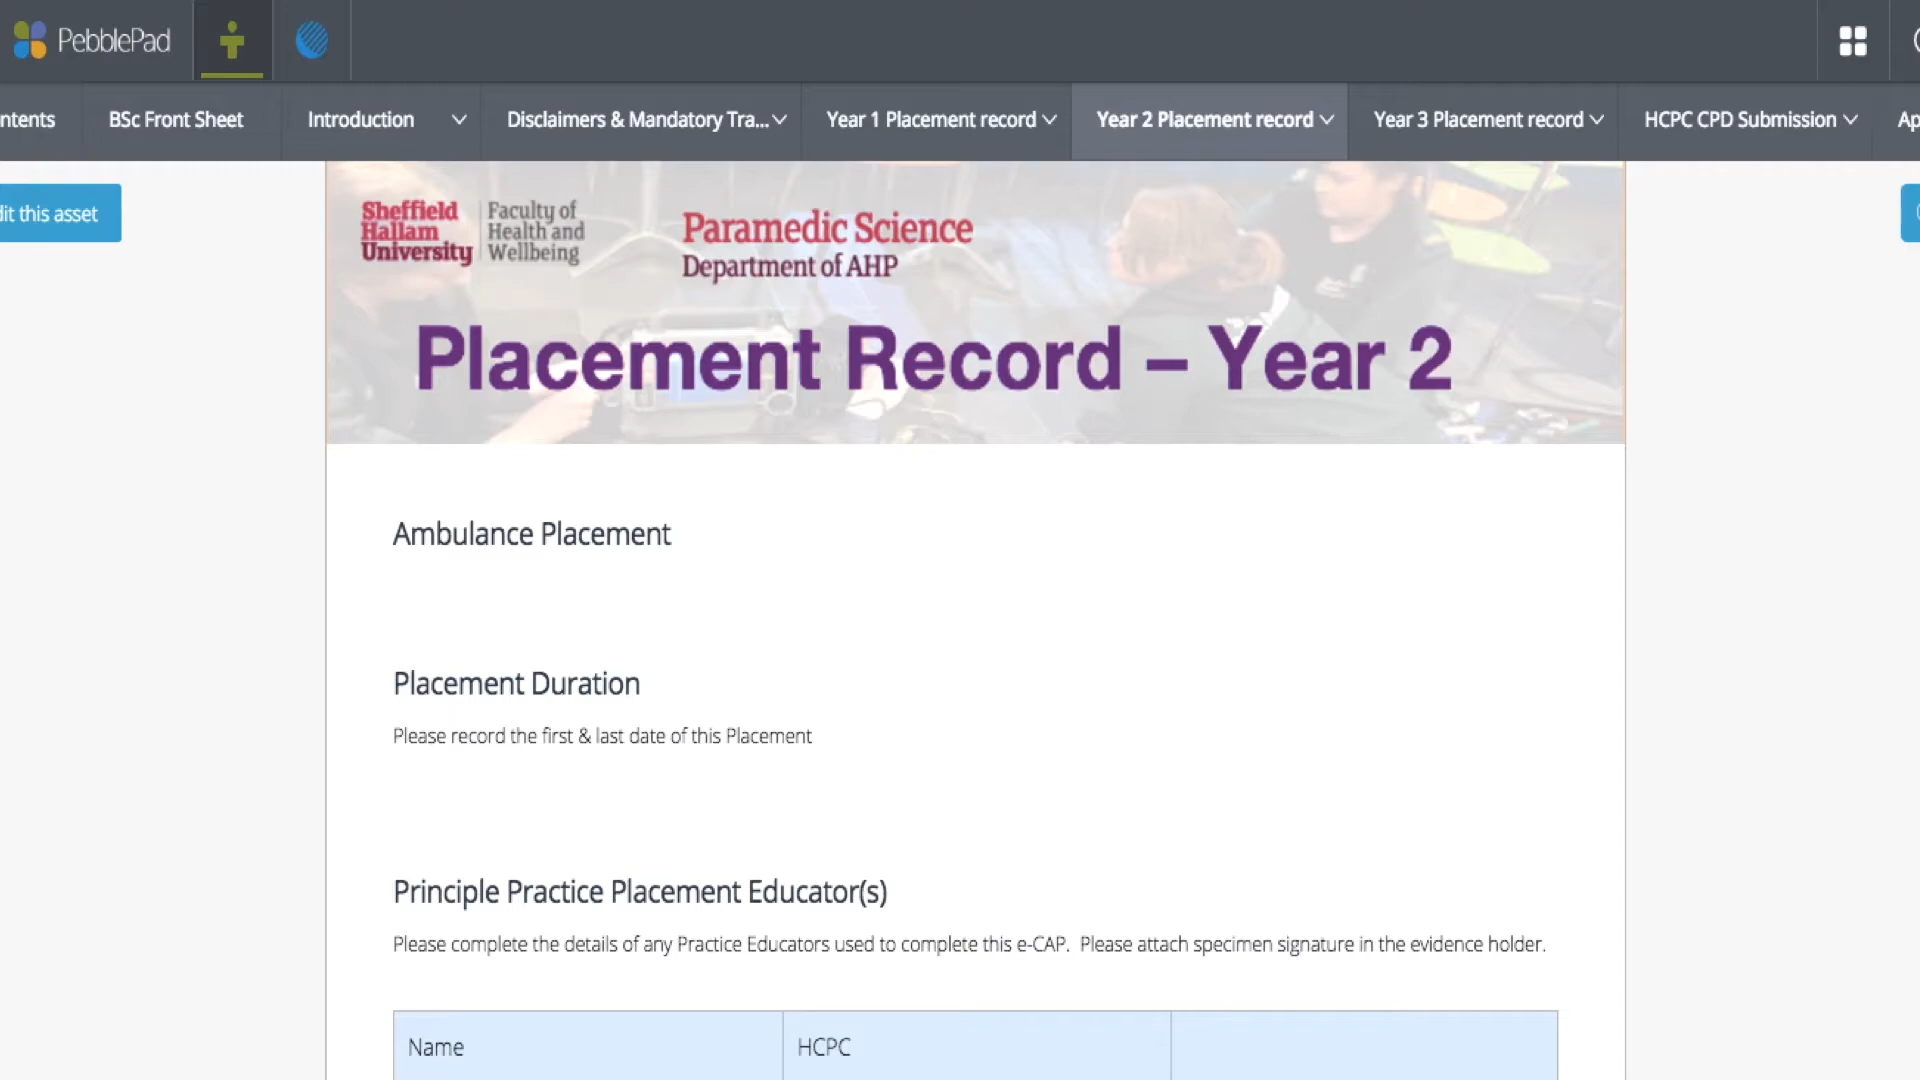 PebblePad
ntents
BSc Front Sheet
Introduction
Disclaimers & Mandatory Tra...
Year 1 Placement record
Year 2 Placement record
Year 3 Placement record
HCPC CPD Submission
Ap
dit this asset
Sheffield
Hallam
University
Faculty of
Health and
Wellbeing
Paramedic Science
Department of AHP
Placement Record – Year 2
Ambulance Placement
Placement Duration
Please record the first & last date of this Placement
Principle Practice Placement Educator(s)
Please complete the details of any Practice Educators used to complete this e-CAP. Please attach specimen signature in the evidence holder.
Name
HCPC